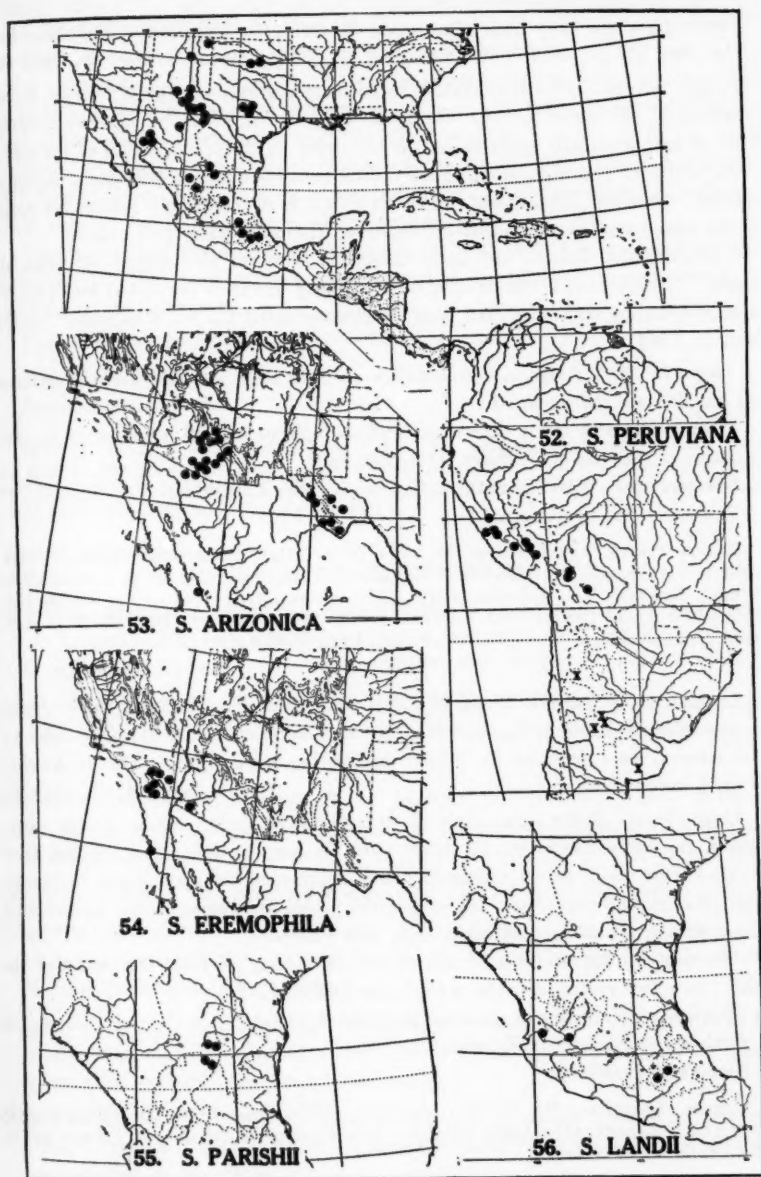 52. S. PERUVIANA
53. S. ARIZONICA
54. S. EREMOPHILA
55. S. PARISHII
56. S. LANDII